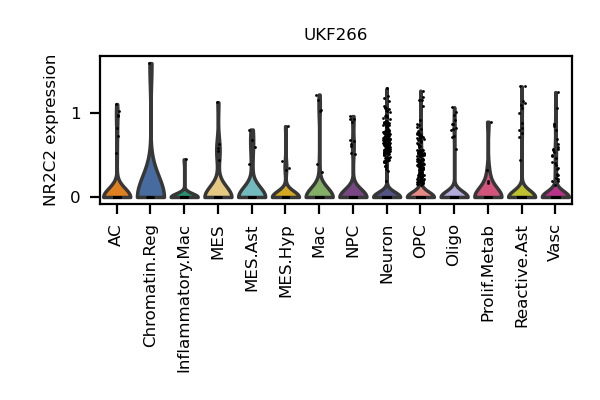 UKF266
NR2C2 expression
1
0
AC
Chromatin.Reg
Inflammatory.Mac
MES
MES.Ast
MES.Hyp
Mac
NPC
Neuron
OPC
Oligo
Prolif.Metab
Reactive.Ast
Vasc